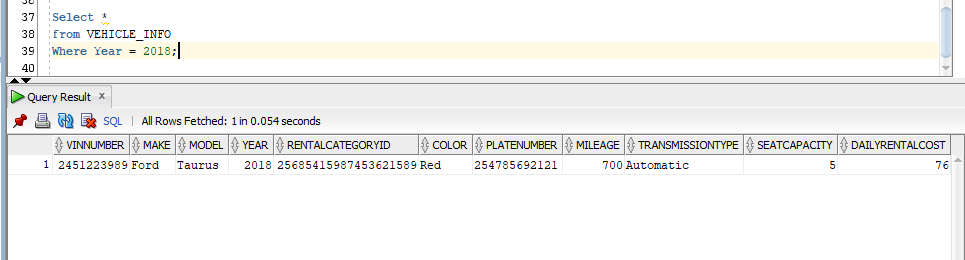 36
37 Select *
38 from VEHICLE_INFO
39 Where Year = 2018;
40
Query Result x
SQL | All Rows Fetched: 1 in 0.054 seconds
VINNUMBER MAKE MODEL YEAR RENTALCATEGORYID COLOR PLATENUMBER MILEAGE TRANSMISSIONTYPE SEATCAPACITY DAILYRENTALCOST
1 2451223989 Ford Taurus 2018 25685415987453621589 Red 254785692121 700 Automatic 5 76